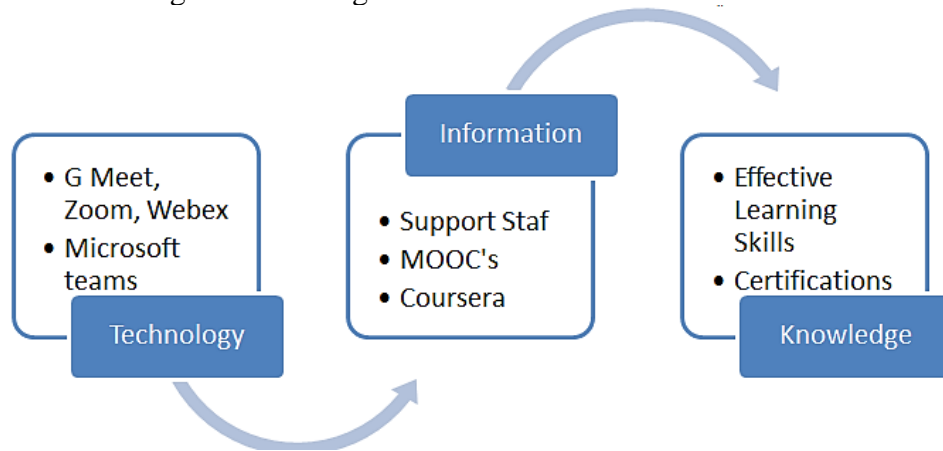 • G Meet,
Zoom, Webex
• Microsoft
teams
Technology
Information
• Support Staf
• MOOC's
• Coursera
• Effective
Learning
Skills
• Certifications
Knowledge